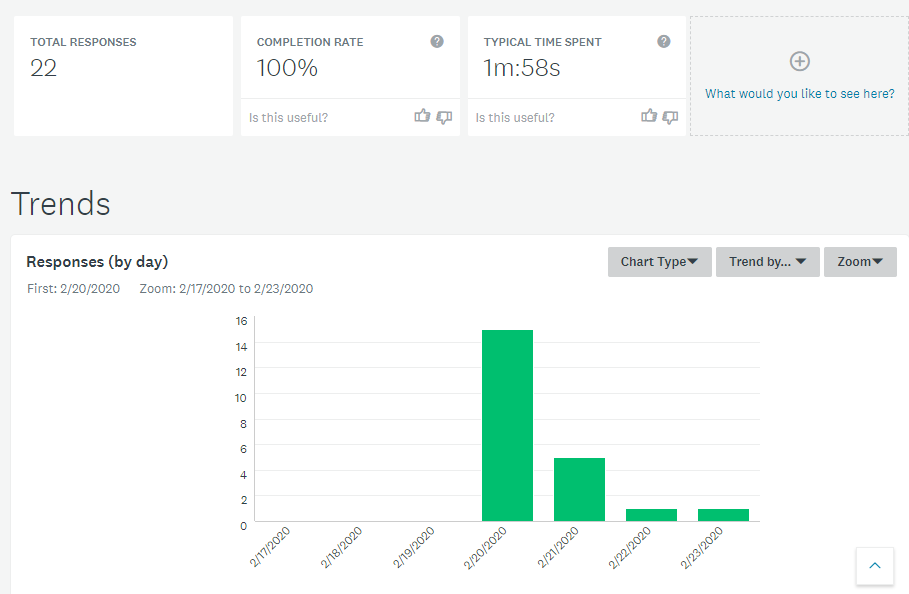 TOTAL RESPONSES
22
COMPLETION RATE
?
100%
Is this useful?
TYPICAL TIME SPENT
?
1m:58s
Is this useful?
What would you like to see here?
Trends
Responses (by day)
Chart Type
Trend by...
Zoom
First: 2/20/2020 Zoom: 2/17/2020 to 2/23/2020
16
14
12
10
8
6
4
2
0
2/17/2020
2/18/2020
2/19/2020
2/20/2020
2/21/2020
2/22/2020
2/23/2020